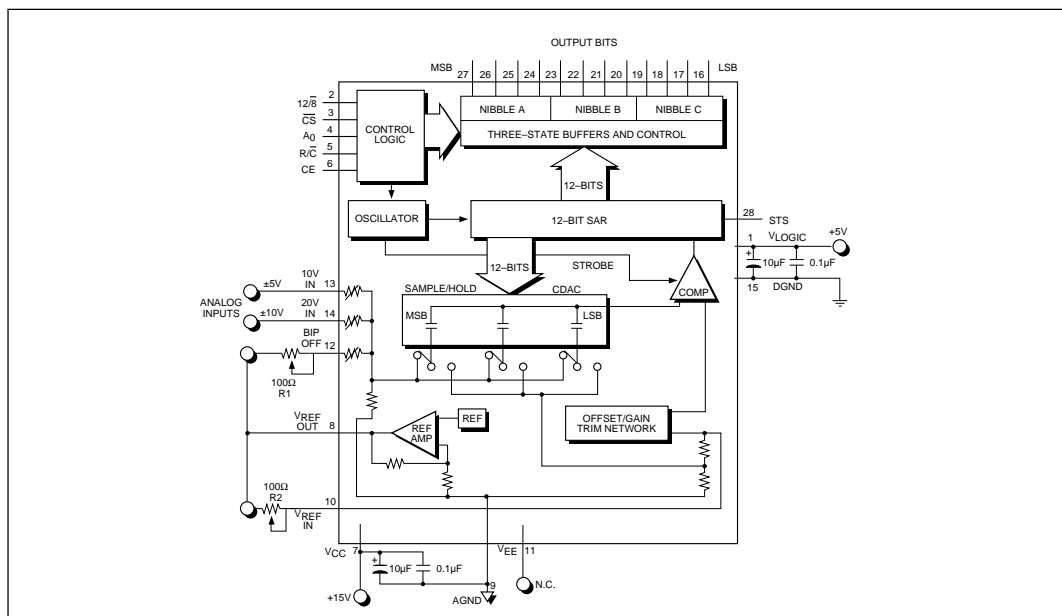 OUTPUT BITS
MSB 27 26 25 24 23 22 21 20 19 18 17 16 LSB
NIBBLE A NIBBLE B NIBBLE C
THREE–STATE BUFFERS AND CONTROL
12/8̅ 2
C̅S̅ 3
A0 4
R/C̅ 5
CE 6
CONTROL
LOGIC
12–BITS
OSCILLATOR
12–BIT SAR
28 STS
1 VLOGIC +5V
10µF 0.1µF
+
15 DGND
12–BITS
STROBE
COMP
SAMPLE/HOLD CDAC
MSB LSB
ANALOG
INPUTS
±5V 10V
IN 13
±10V 20V
IN 14
BIP
OFF 12
100Ω
R1
VREF
OUT 8
REF
AMP
REF
OFFSET/GAIN
TRIM NETWORK
100Ω
R2
10
VREF
IN
VCC 7
+
10µF 0.1µF
+15V
9
AGND
VEE 11
N.C.